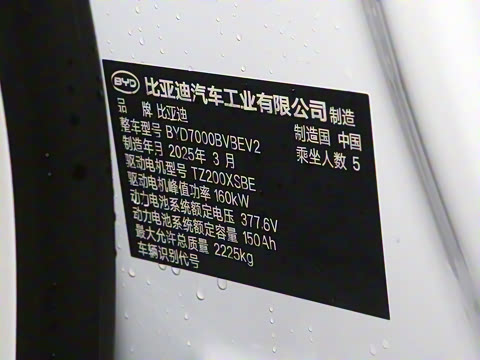 BYD 比亚迪汽车工业有限公司 制造
品 牌 比亚迪 制造国 中国
整车型号 BYD7000BVBEV2 乘坐人数 5
制造年月 2025年 3月
驱动电机型号 TZ200XSBE
驱动电机峰值功率 160kW
动力电池系统额定电压 377.6V
动力电池系统额定容量 150Ah
最大允许总质量 2225kg
车辆识别代号